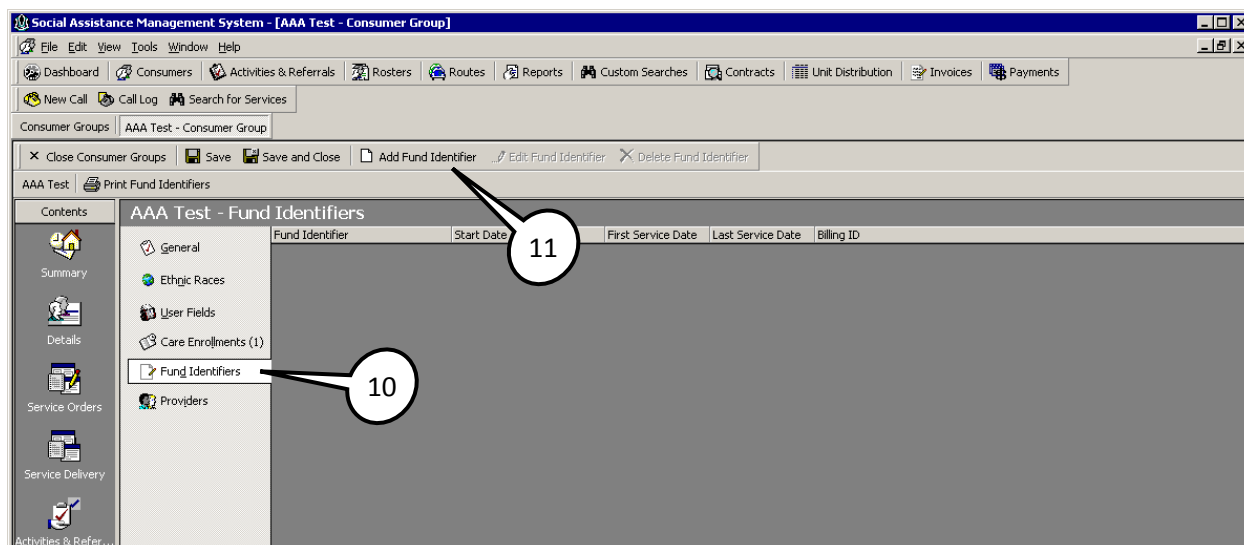 Social Assistance Management System - [AAA Test - Consumer Group]
File Edit View Tools Window Help
Dashboard Consumers Activities & Referrals Rosters Routes Reports Custom Searches Contracts Unit Distribution Invoices Payments
New Call Call Log Search for Services
Consumer Groups AAA Test - Consumer Group
Close Consumer Groups Save Save and Close Add Fund Identifier Edit Fund Identifier Delete Fund Identifier
AAA Test Print Fund Identifiers
Contents AAA Test - Fund Identifiers
Fund Identifier Start Date First Service Date Last Service Date Billing ID
11
General
Summary
Ethnic Races
User Fields
Details
Care Enrollments (1)
Fund Identifiers
10
Providers
Service Orders
Service Delivery
Activities & Refer...